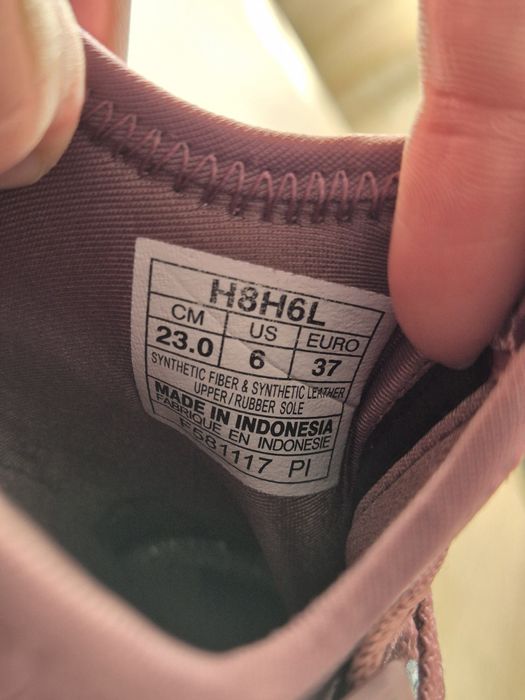 H8H6L
CM US EURO
23.0 6 37
SYNTHETIC FIBER & SYNTHETIC LEATHER
UPPER/RUBBER SOLE
MADE IN INDONESIA
FABRIQUE EN INDONESIE
F581117 PI